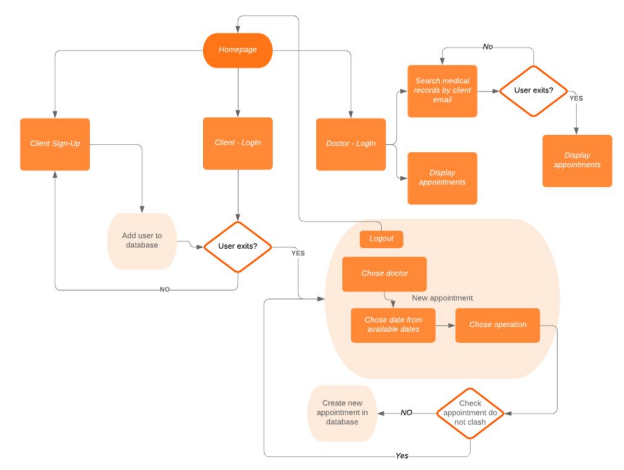 Homepage
No
Search medical
records by client
email
User exits?
YES
Client Sign-Up
Client - LogIn
Doctor - LogIn
Display
appointments
Display
appointments
Add user to
database
User exits?
YES
NO
Logout
Chose doctor
New appointment
Chose date from
available dates
Chose operation
Create new
appointment in
database
NO
Check
appointment do
not clash
Yes